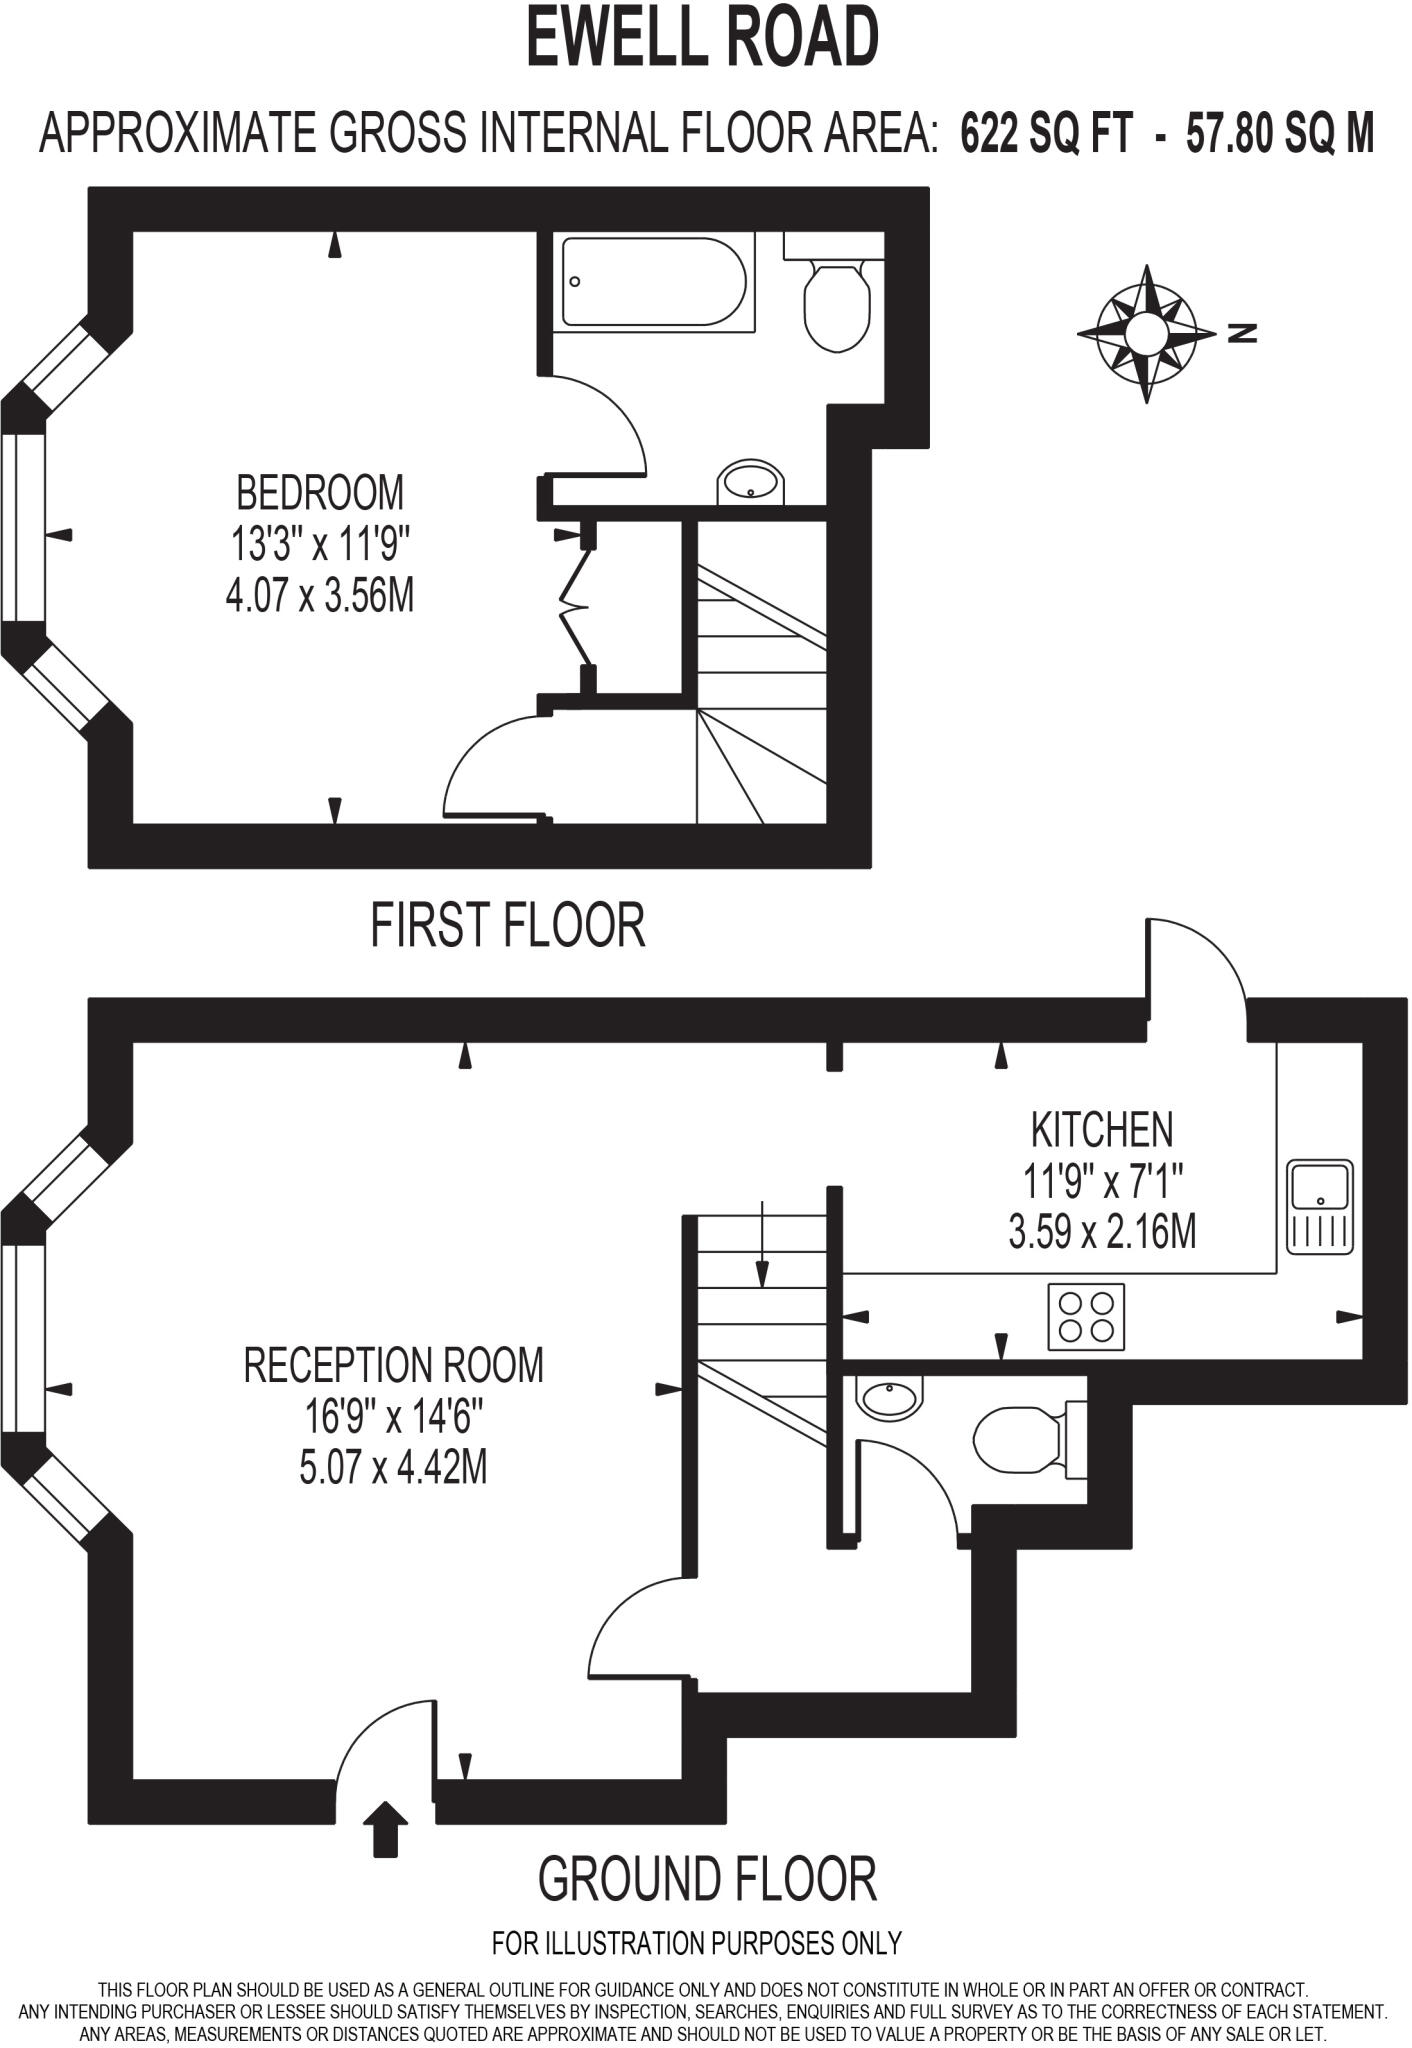 EWELL ROAD
APPROXIMATE GROSS INTERNAL FLOOR AREA: 622 SQ FT - 57.80 SQ M
N
BEDROOM
13'3" x 11'9"
4.07 x 3.56M
FIRST FLOOR
KITCHEN
11'9" x 7'1"
3.59 x 2.16M
RECEPTION ROOM
16'9" x 14'6"
5.07 x 4.42M
GROUND FLOOR
FOR ILLUSTRATION PURPOSES ONLY
THIS FLOOR PLAN SHOULD BE USED AS A GENERAL OUTLINE FOR GUIDANCE ONLY AND DOES NOT CONSTITUTE IN WHOLE OR IN PART AN OFFER OR CONTRACT.
ANY INTENDING PURCHASER OR LESSEE SHOULD SATISFY THEMSELVES BY INSPECTION, SEARCHES, ENQUIRIES AND FULL SURVEY AS TO THE CORRECTNESS OF EACH STATEMENT.
ANY AREAS, MEASUREMENTS OR DISTANCES QUOTED ARE APPROXIMATE AND SHOULD NOT BE USED TO VALUE A PROPERTY OR BE THE BASIS OF ANY SALE OR LET.